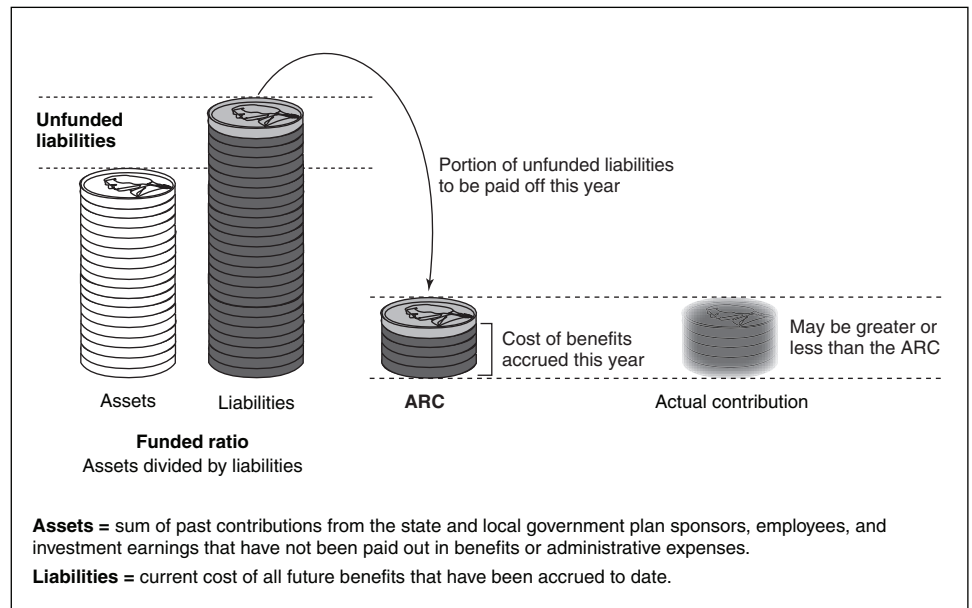 Unfunded
liabilities
Portion of unfunded liabilities
to be paid off this year
Cost of benefits
accrued this year
May be greater or
less than the ARC
Assets
Liabilities
ARC
Actual contribution
Funded ratio
Assets divided by liabilities
Assets = sum of past contributions from the state and local government plan sponsors, employees, and
investment earnings that have not been paid out in benefits or administrative expenses.
Liabilities = current cost of all future benefits that have been accrued to date.